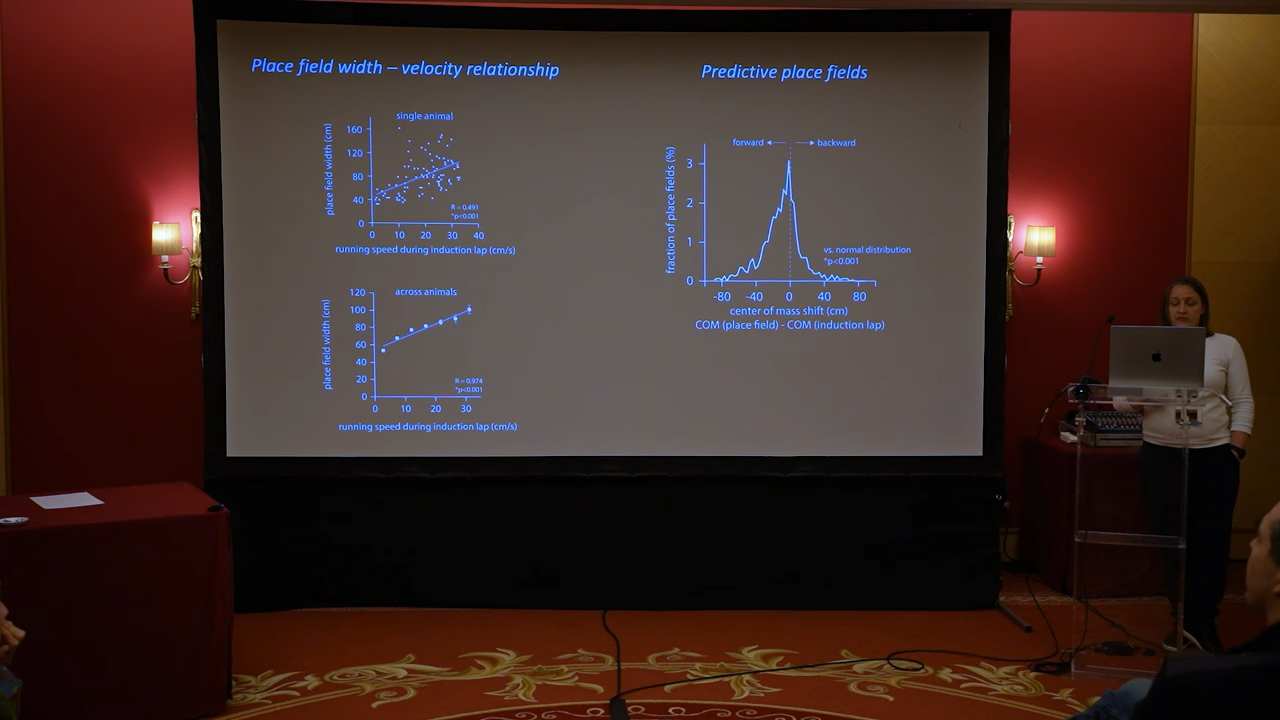 Place field width – velocity relationship
single animal
place field width (cm)
160
120
80
40
0
R = 0.491
*p<0.001
0 10 20 30 40
running speed during induction lap (cm/s)
across animals
place field width (cm)
120
100
80
60
40
20
0
R = 0.974
*p<0.001
0 10 20 30
running speed during induction lap (cm/s)
Predictive place fields
forward ← → backward
fraction of place fields (%)
3
2
1
0
vs. normal distribution
*p<0.001
-80 -40 0 40 80
center of mass shift (cm)
COM (place field) - COM (induction lap)